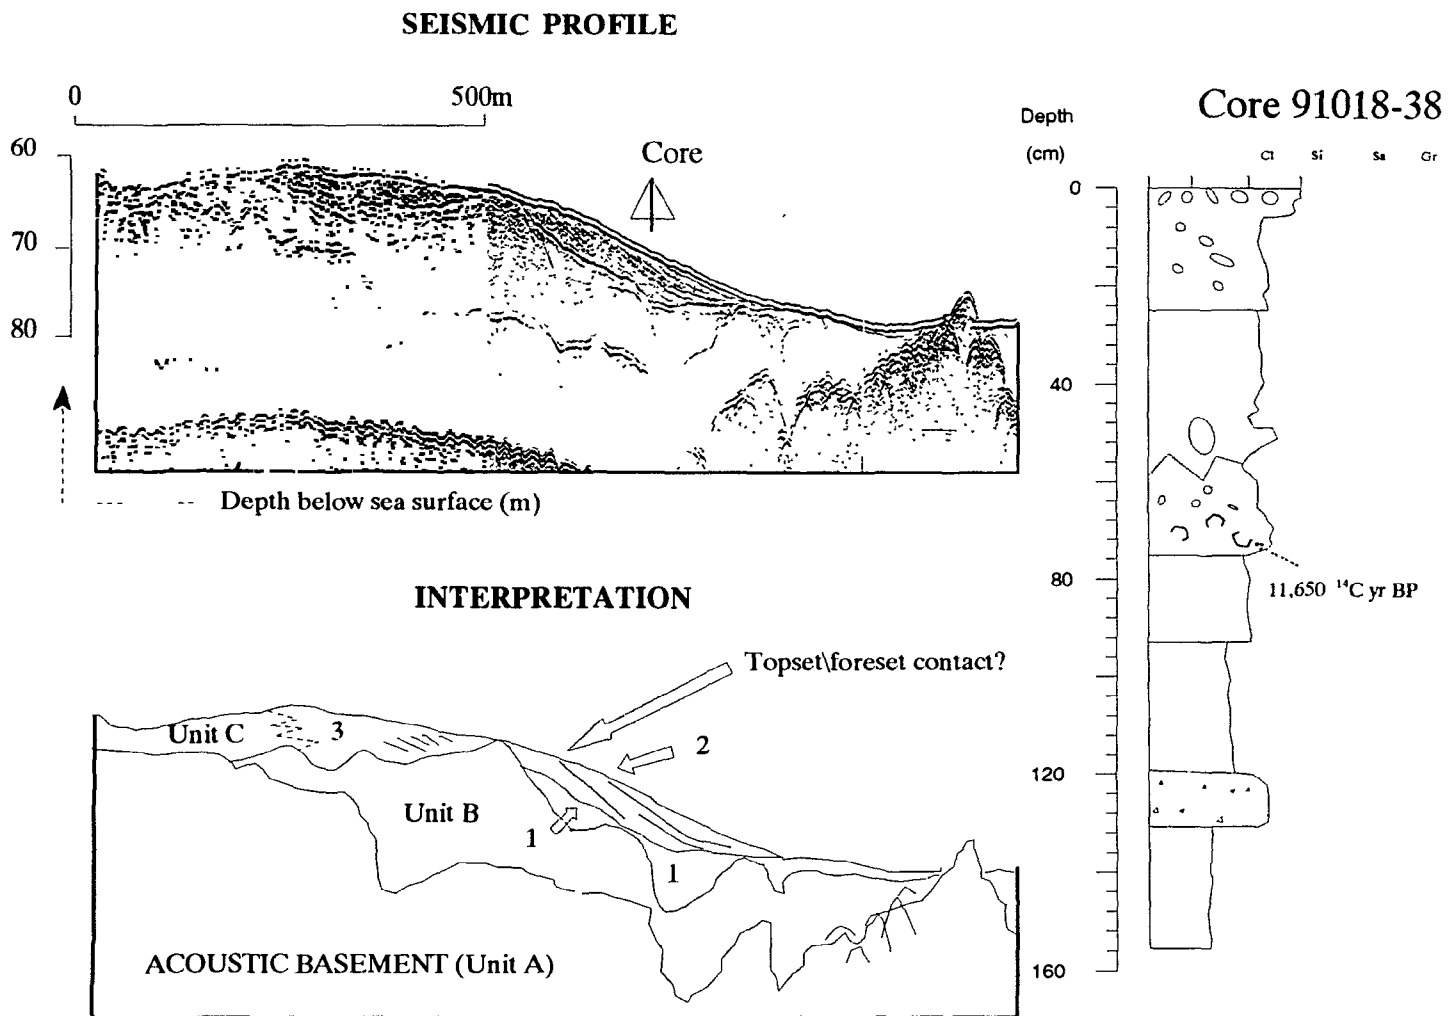 SEISMIC PROFILE
0 500m
60
70
80
Core
Depth below sea surface (m)
INTERPRETATION
Topset\foreset contact?
Unit C
3
2
Unit B
1
1
ACOUSTIC BASEMENT (Unit A)
Core 91018-38
Depth
(cm)
Cl Si Sa Gr
0
40
80
120
160
11,650 ¹⁴C yr BP